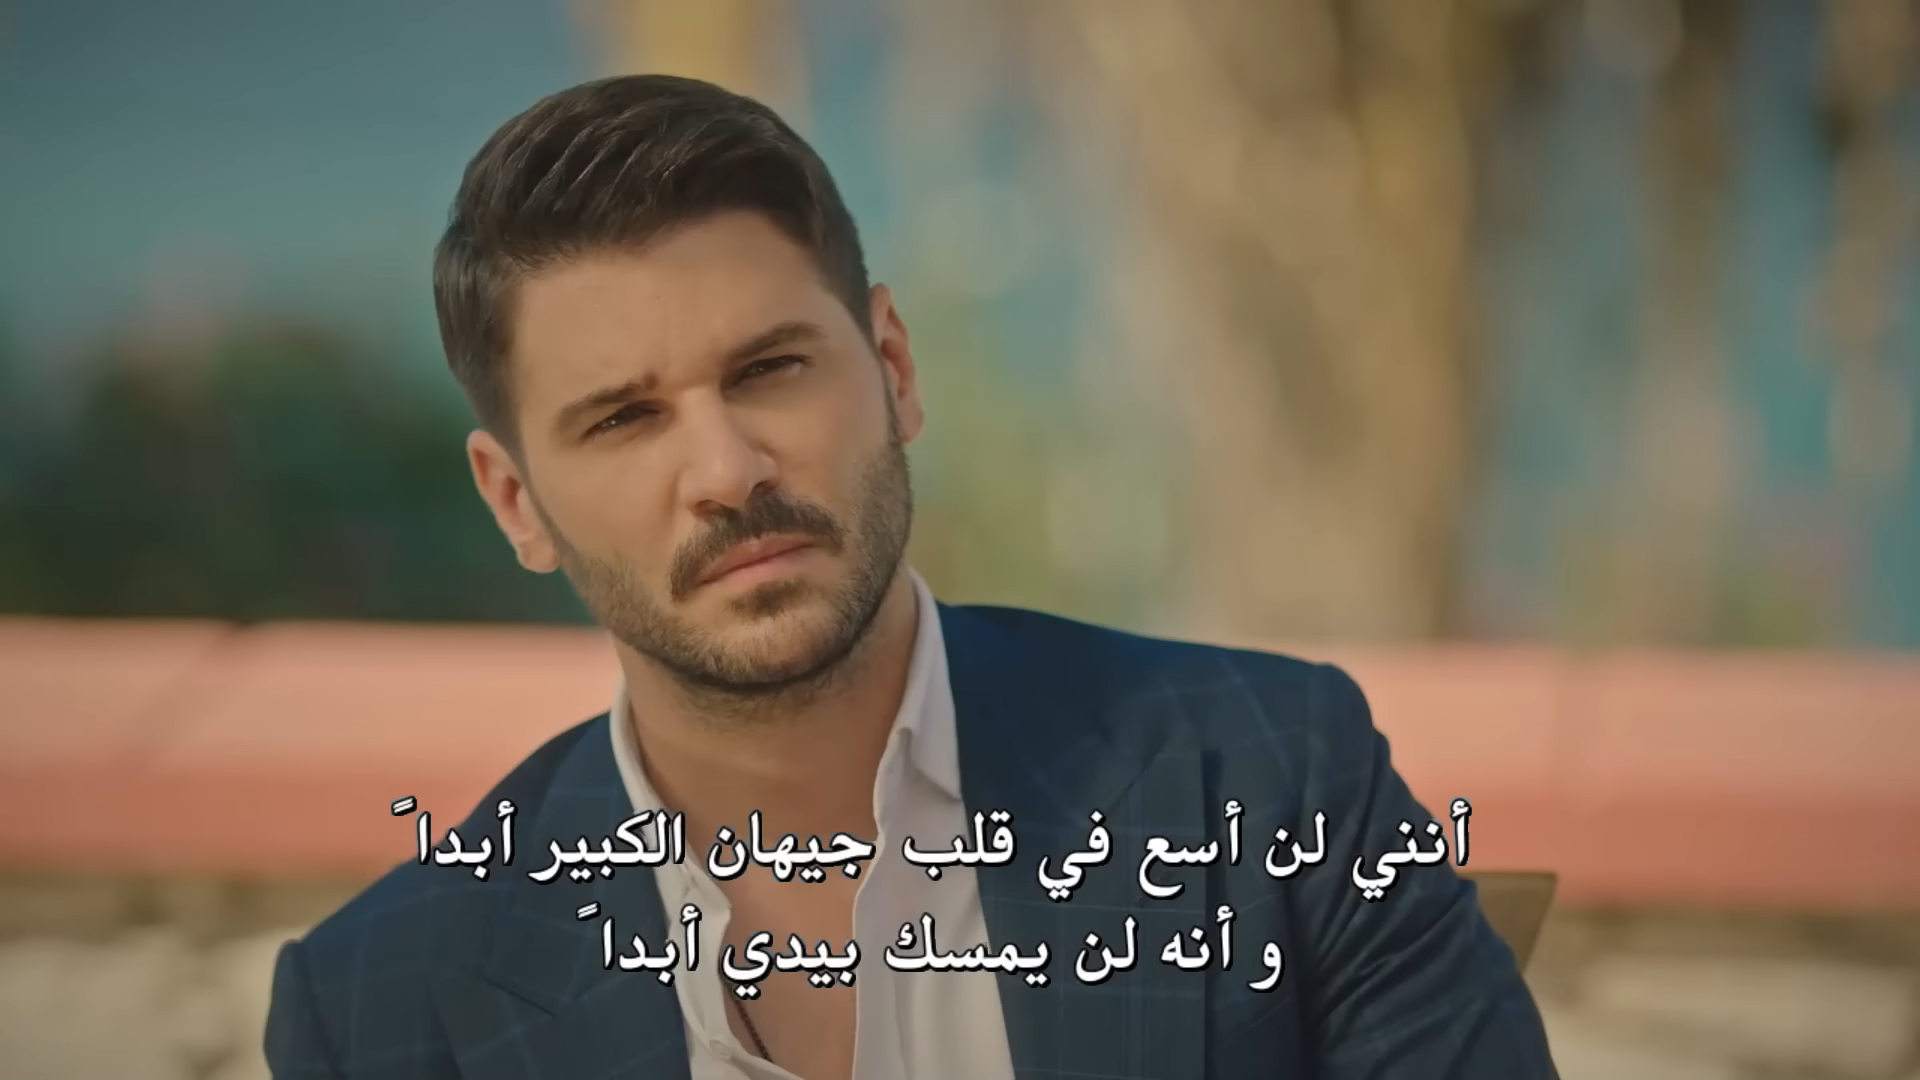 أنني لن أسع في قلب جيهان الكبير أبداً
و أنه لن يمسك بيدي أبداً